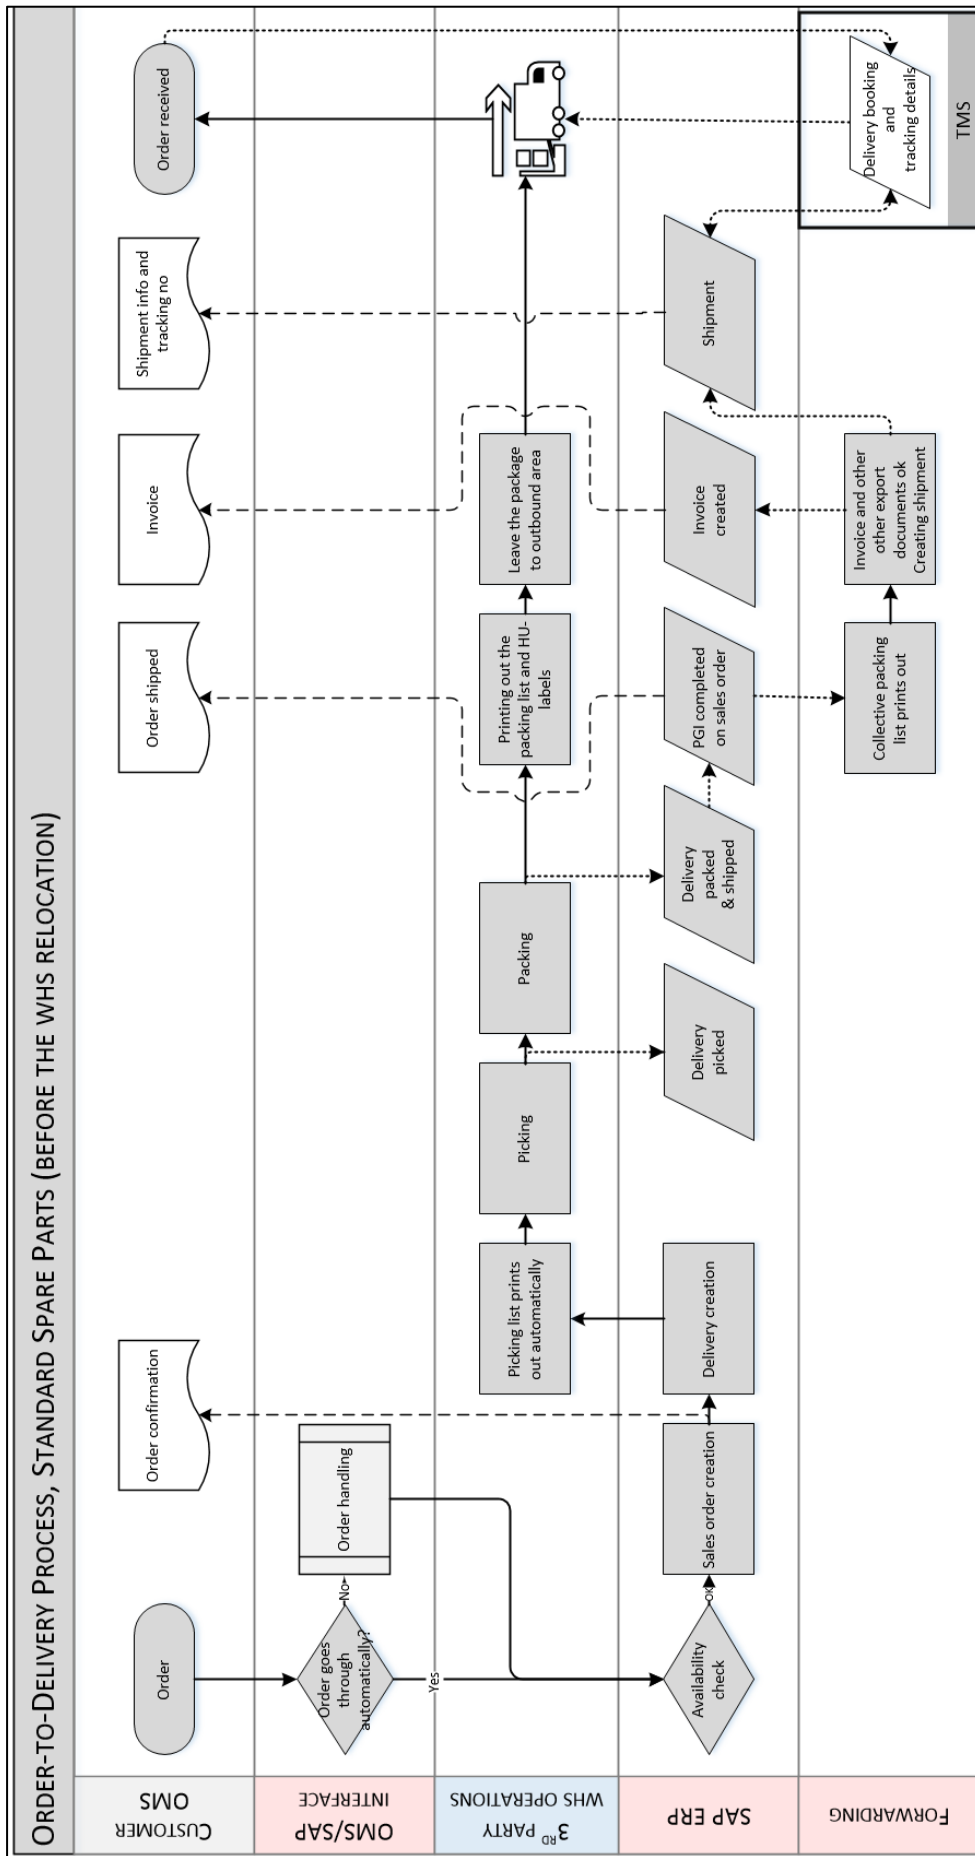 ORDER-TO-DELIVERY PROCESS, STANDARD SPARE PARTS (BEFORE THE WHS RELOCATION)
CUSTOMER
OMS
Order
Order confirmation
Order shipped
Invoice
Shipment info and
tracking no
Order received
OMS/SAP
INTERFACE
Order goes
through
automatically?
No
Yes
Order handling
3RD PARTY
WHS OPERATIONS
Picking list prints
out automatically
Picking
Packing
Printing out the
packing list and HU-
labels
Leave the package
to outbound area
SAP ERP
Availability
check
OK
Sales order creation
Delivery creation
Delivery
picked
Delivery
packed
& shipped
PGI completed
on sales order
Invoice
created
Shipment
FORWARDING
Collective packing
list prints out
Invoice and other
other export
documents ok
Creating shipment
Delivery booking
and
tracking details
TMS